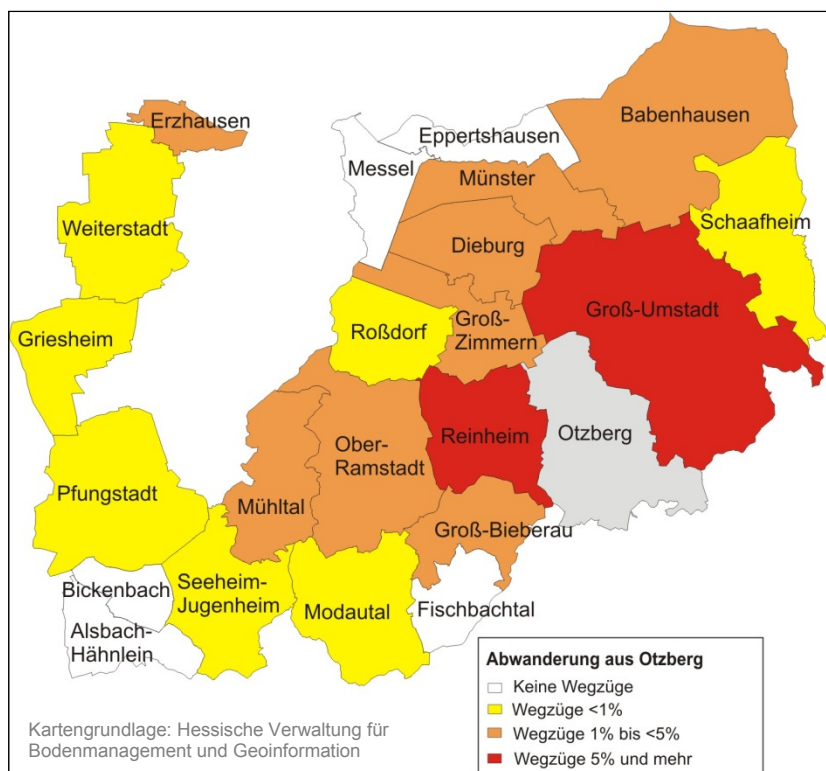 Erzhausen
Babenhausen
Eppertshausen
Messel
Münster
Schaafheim
Weiterstadt
Dieburg
Groß-Umstadt
Griesheim
Roßdorf
Groß-
Zimmern
Reinheim
Otzberg
Ober-
Ramstadt
Pfungstadt
Mühltal
Groß-Bieberau
Bickenbach
Seeheim-
Jugenheim
Modautal
Fischbachtal
Alsbach-
Hähnlein
Abwanderung aus Otzberg
Keine Wegzüge
Wegzüge <1%
Wegzüge 1% bis <5%
Wegzüge 5% und mehr
Kartengrundlage: Hessische Verwaltung für
Bodenmanagement und Geoinformation